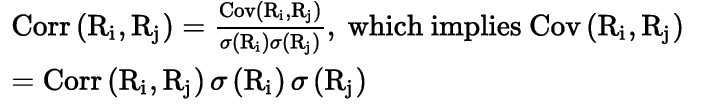 Corr (Rᵢ, Rⱼ) = Cov(Rᵢ,Rⱼ) / σ(Rᵢ)σ(Rⱼ), which implies Cov (Rᵢ, Rⱼ)
= Corr (Rᵢ, Rⱼ) σ (Rᵢ) σ (Rⱼ)